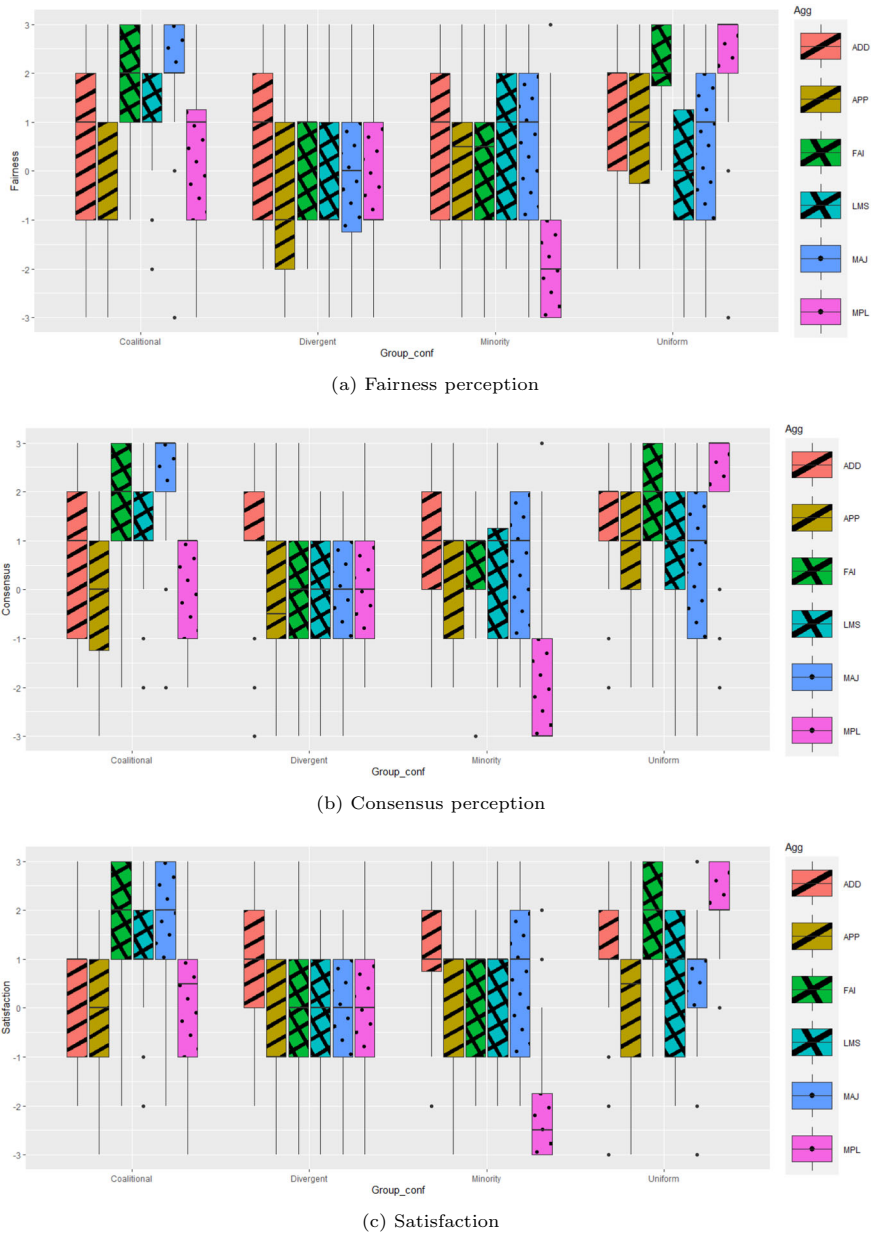 Agg
3
2
1
0
-1
-2
-3
Fairness
ADD
APP
FAI
LMS
MAJ
MPL
Coalitional Divergent Minority Uniform
Group_conf
(a) Fairness perception
Agg
3
2
1
0
-1
-2
-3
Consensus
ADD
APP
FAI
LMS
MAJ
MPL
Coalitional Divergent Minority Uniform
Group_conf
(b) Consensus perception
Agg
3
2
1
0
-1
-2
-3
Satisfaction
ADD
APP
FAI
LMS
MAJ
MPL
Coalitional Divergent Minority Uniform
Group_conf
(c) Satisfaction